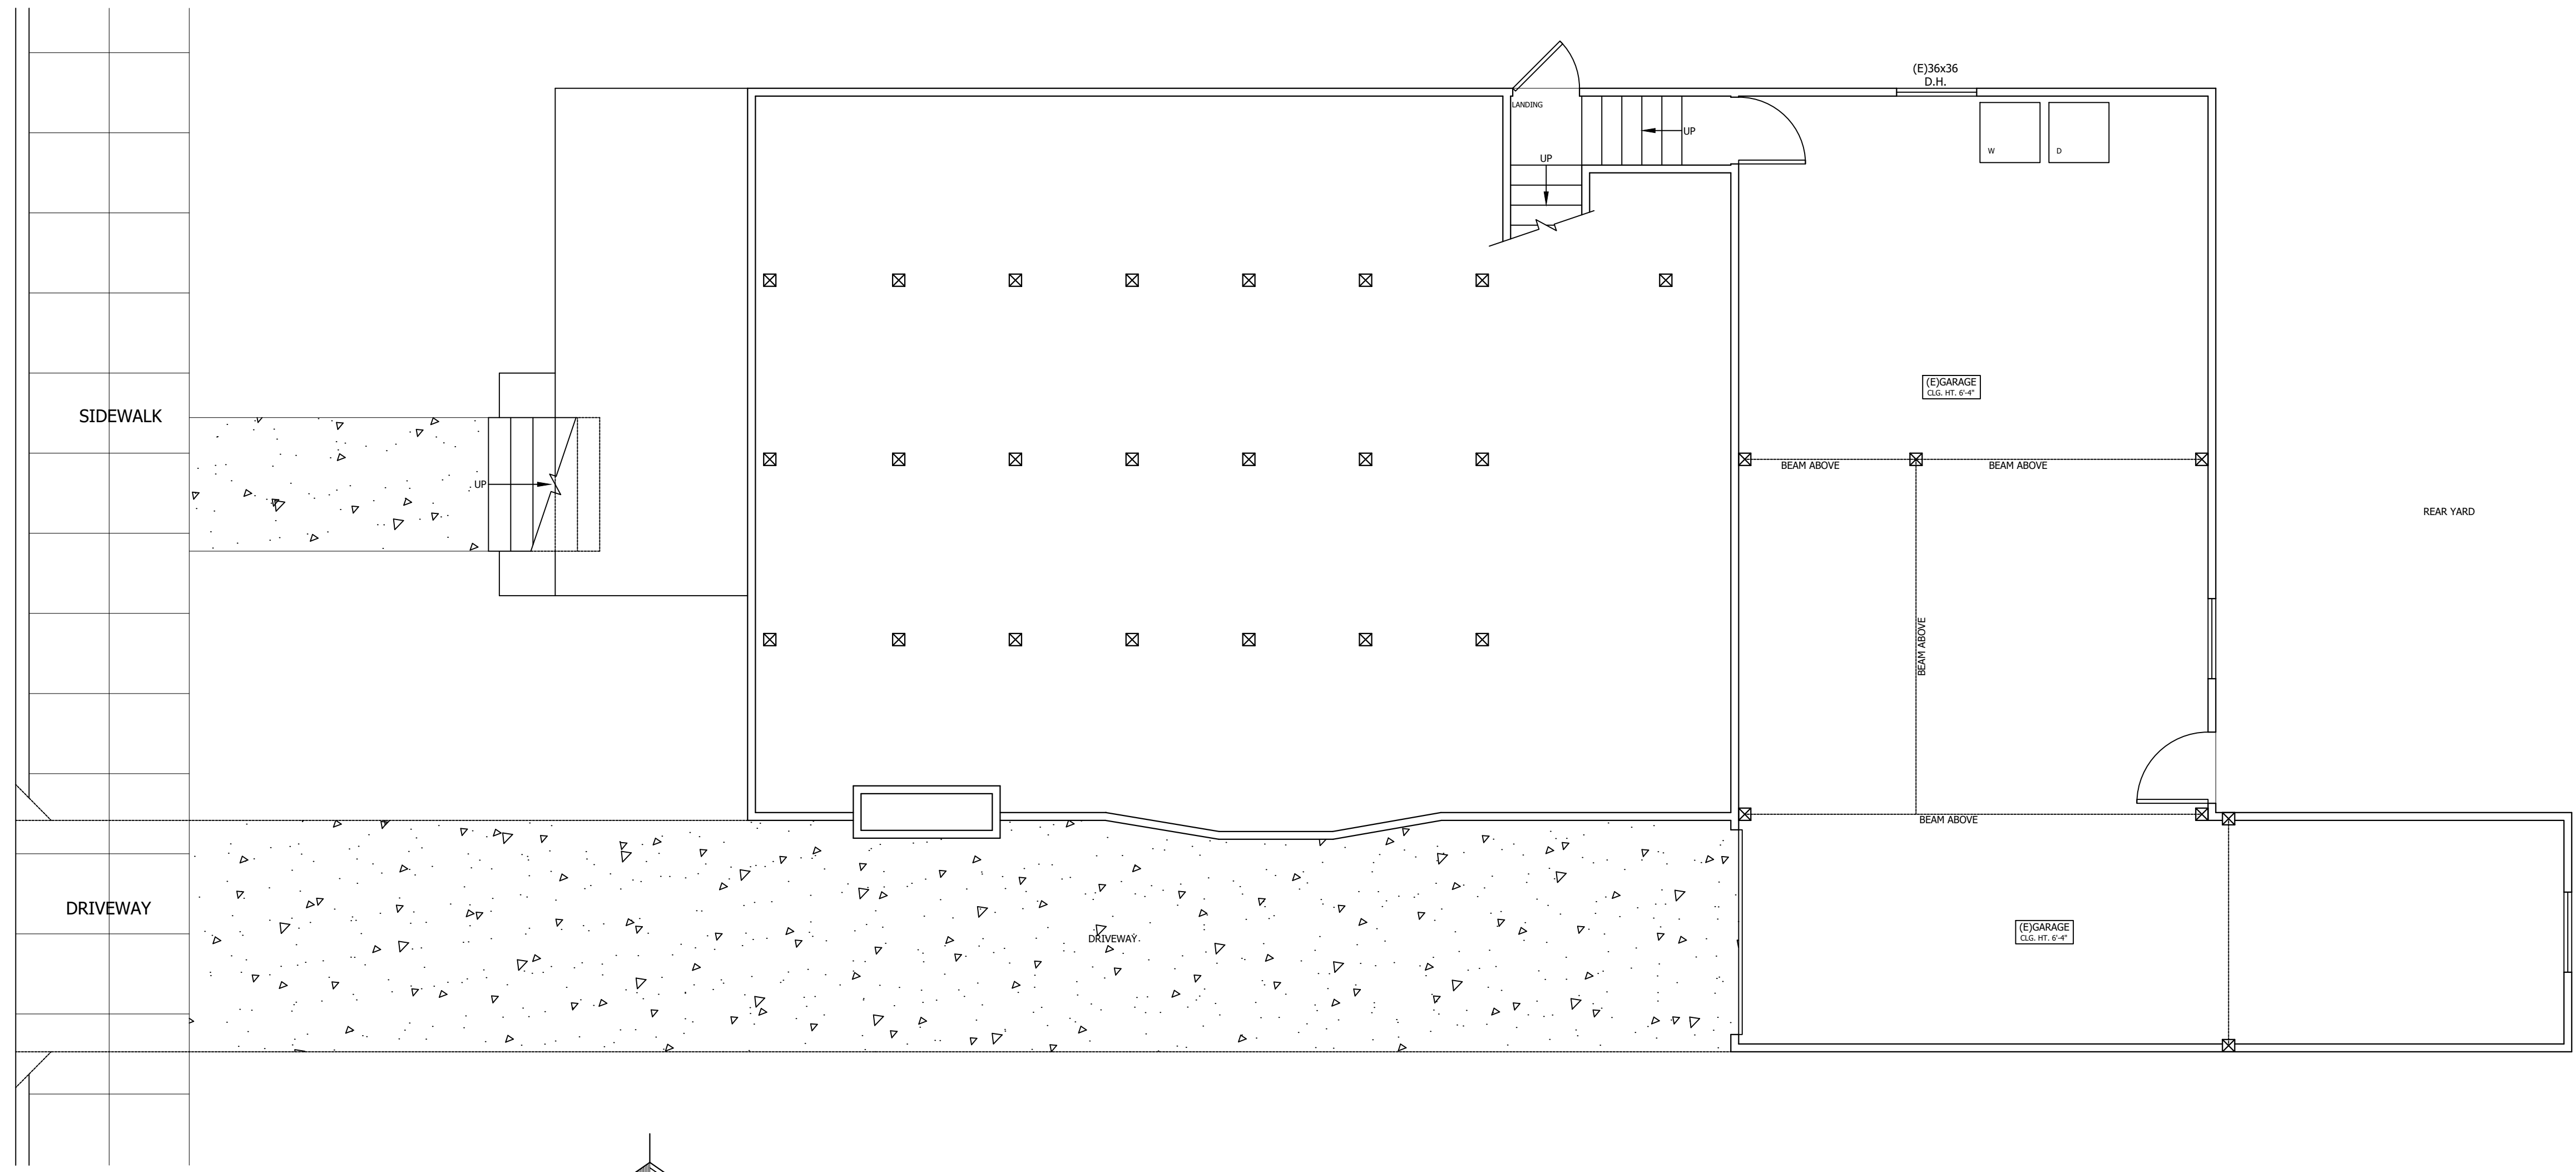 (E)36x36
D.H.
LANDING
UP
UP
W
D
(E)GARAGE
CLG. HT. 6'-4"
SIDEWALK
BEAM ABOVE
BEAM ABOVE
UP
REAR YARD
BEAM ABOVE
BEAM ABOVE
DRIVEWAY
DRIVEWAY
(E)GARAGE
CLG. HT. 6'-4"